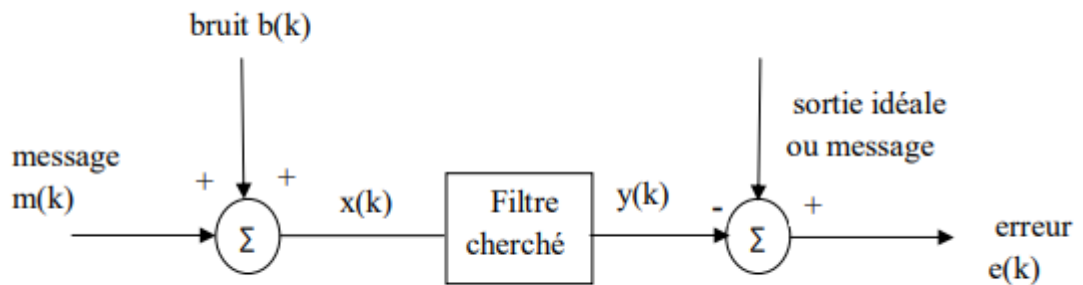 bruit b(k)
sortie idéale
ou message
message
m(k)
+
+
Σ
x(k)
Filtre
cherché
y(k)
-
Σ
+
erreur
e(k)